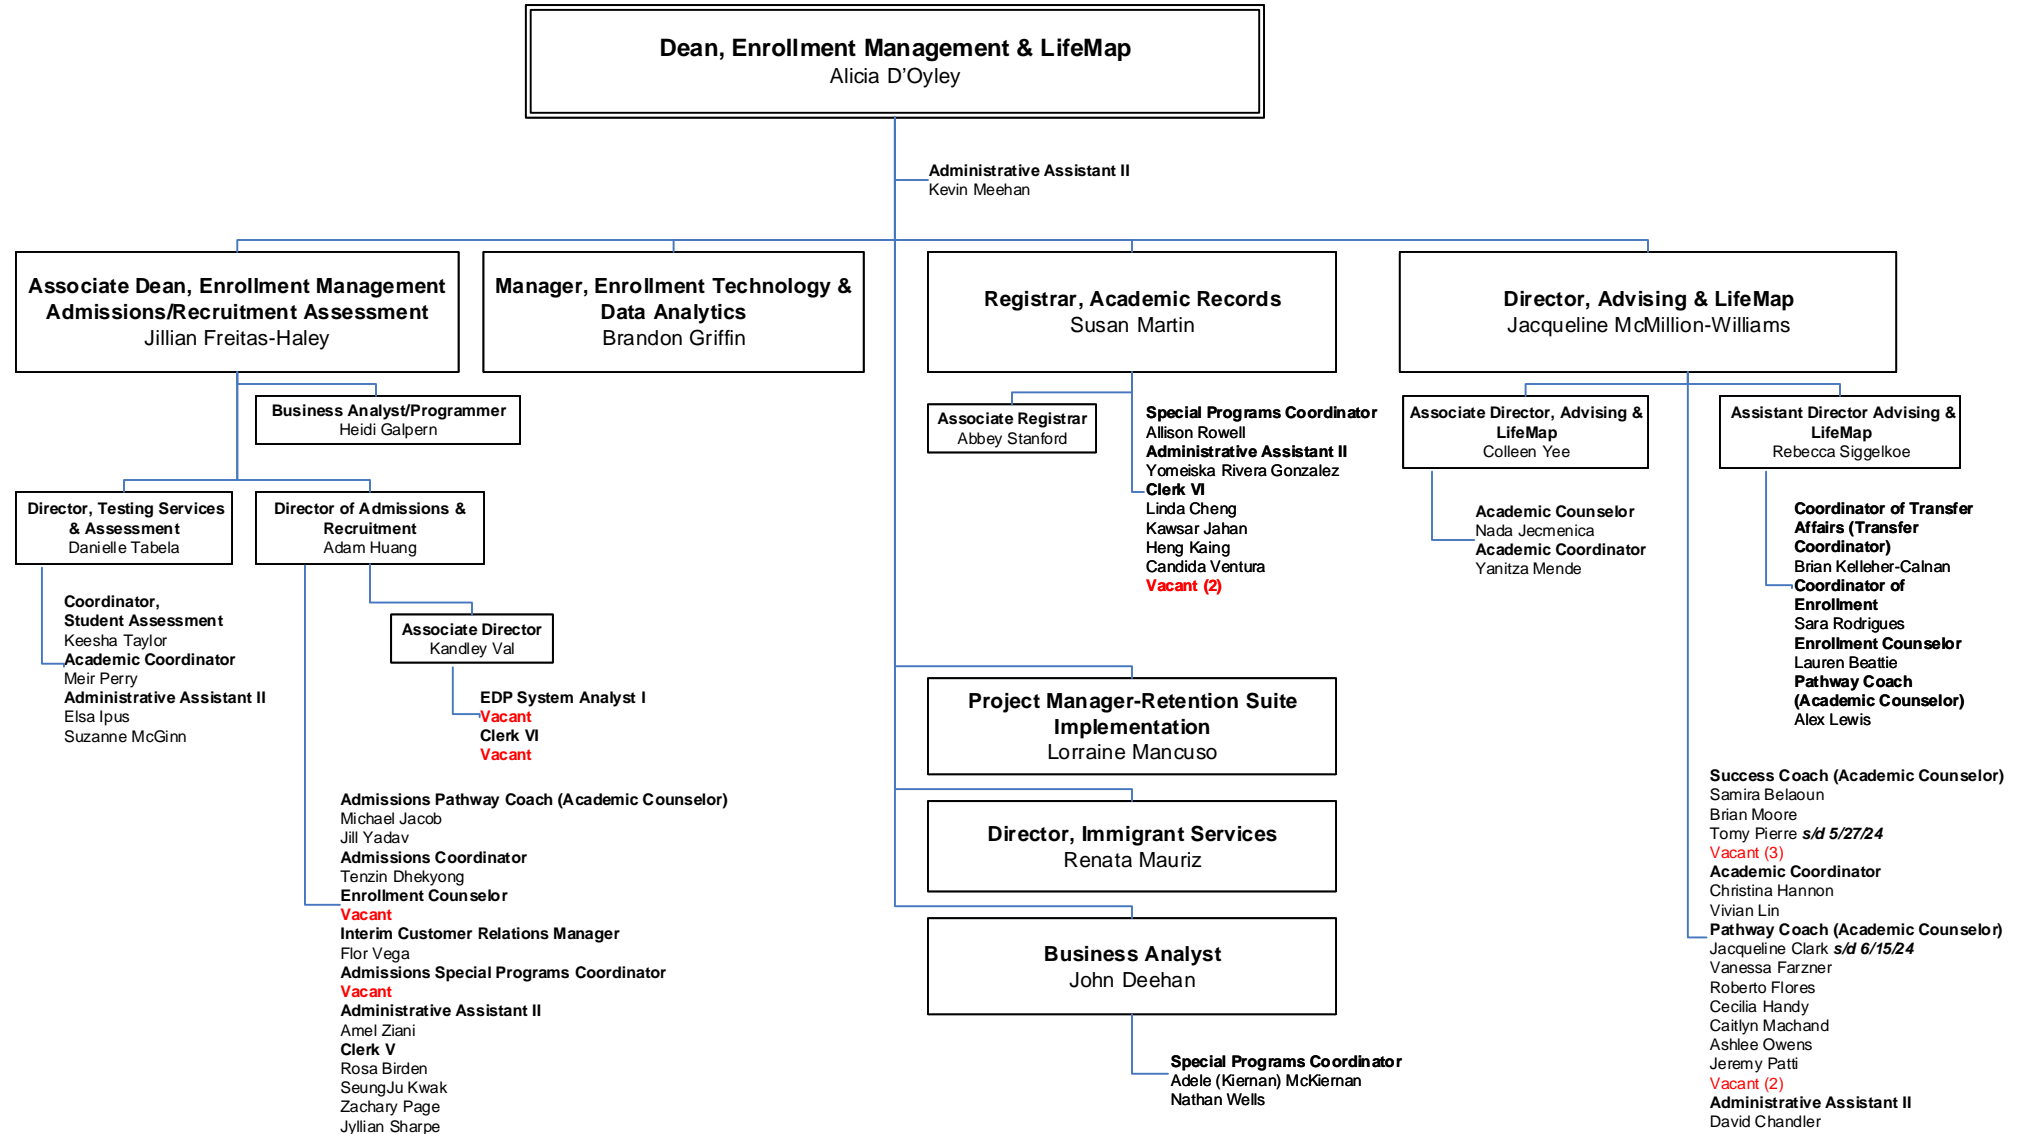 Dean, Enrollment Management & LifeMap
Alicia D’Oyley
Administrative Assistant II
Kevin Meehan
Associate Dean, Enrollment Management
Admissions/Recruitment Assessment
Jillian Freitas-Haley
Manager, Enrollment Technology &
Data Analytics
Brandon Griffin
Registrar, Academic Records
Susan Martin
Director, Advising & LifeMap
Jacqueline McMillion-Williams
Business Analyst/Programmer
Heidi Galpern
Director, Testing Services
& Assessment
Danielle Tabela
Coordinator,
Student Assessment
Keesha Taylor
Academic Coordinator
Meir Perry
Administrative Assistant II
Elsa Ipus
Suzanne McGinn
Director of Admissions &
Recruitment
Adam Huang
Associate Director
Kandley Val
EDP System Analyst I
Vacant
Clerk VI
Vacant
Admissions Pathway Coach (Academic Counselor)
Michael Jacob
Jill Yadav
Admissions Coordinator
Tenzin Dhekyong
Enrollment Counselor
Vacant
Interim Customer Relations Manager
Flor Vega
Admissions Special Programs Coordinator
Vacant
Administrative Assistant II
Amel Ziani
Clerk V
Rosa Birden
SeungJu Kwak
Zachary Page
Jyllian Sharpe
Associate Registrar
Abbey Stanford
Special Programs Coordinator
Allison Rowell
Administrative Assistant II
Yomeiska Rivera Gonzalez
Clerk VI
Linda Cheng
Kawsar Jahan
Heng Kaing
Candida Ventura
Vacant (2)
Project Manager-Retention Suite
Implementation
Lorraine Mancuso
Director, Immigrant Services
Renata Mauriz
Business Analyst
John Deehan
Special Programs Coordinator
Adele (Kiernan) McKiernan
Nathan Wells
Associate Director, Advising &
LifeMap
Colleen Yee
Academic Counselor
Nada Jecmenica
Academic Coordinator
Yanitza Mende
Assistant Director Advising &
LifeMap
Rebecca Siggelkoe
Coordinator of Transfer
Affairs (Transfer
Coordinator)
Brian Kelleher-Calnan
Coordinator of
Enrollment
Sara Rodrigues
Enrollment Counselor
Lauren Beattie
Pathway Coach
(Academic Counselor)
Alex Lewis
Success Coach (Academic Counselor)
Samira Belaoun
Brian Moore
Tomy Pierre s/d 5/27/24
Vacant (3)
Academic Coordinator
Christina Hannon
Vivian Lin
Pathway Coach (Academic Counselor)
Jacqueline Clark s/d 6/15/24
Vanessa Farzner
Roberto Flores
Cecilia Handy
Caitlyn Machand
Ashlee Owens
Jeremy Patti
Vacant (2)
Administrative Assistant II
David Chandler